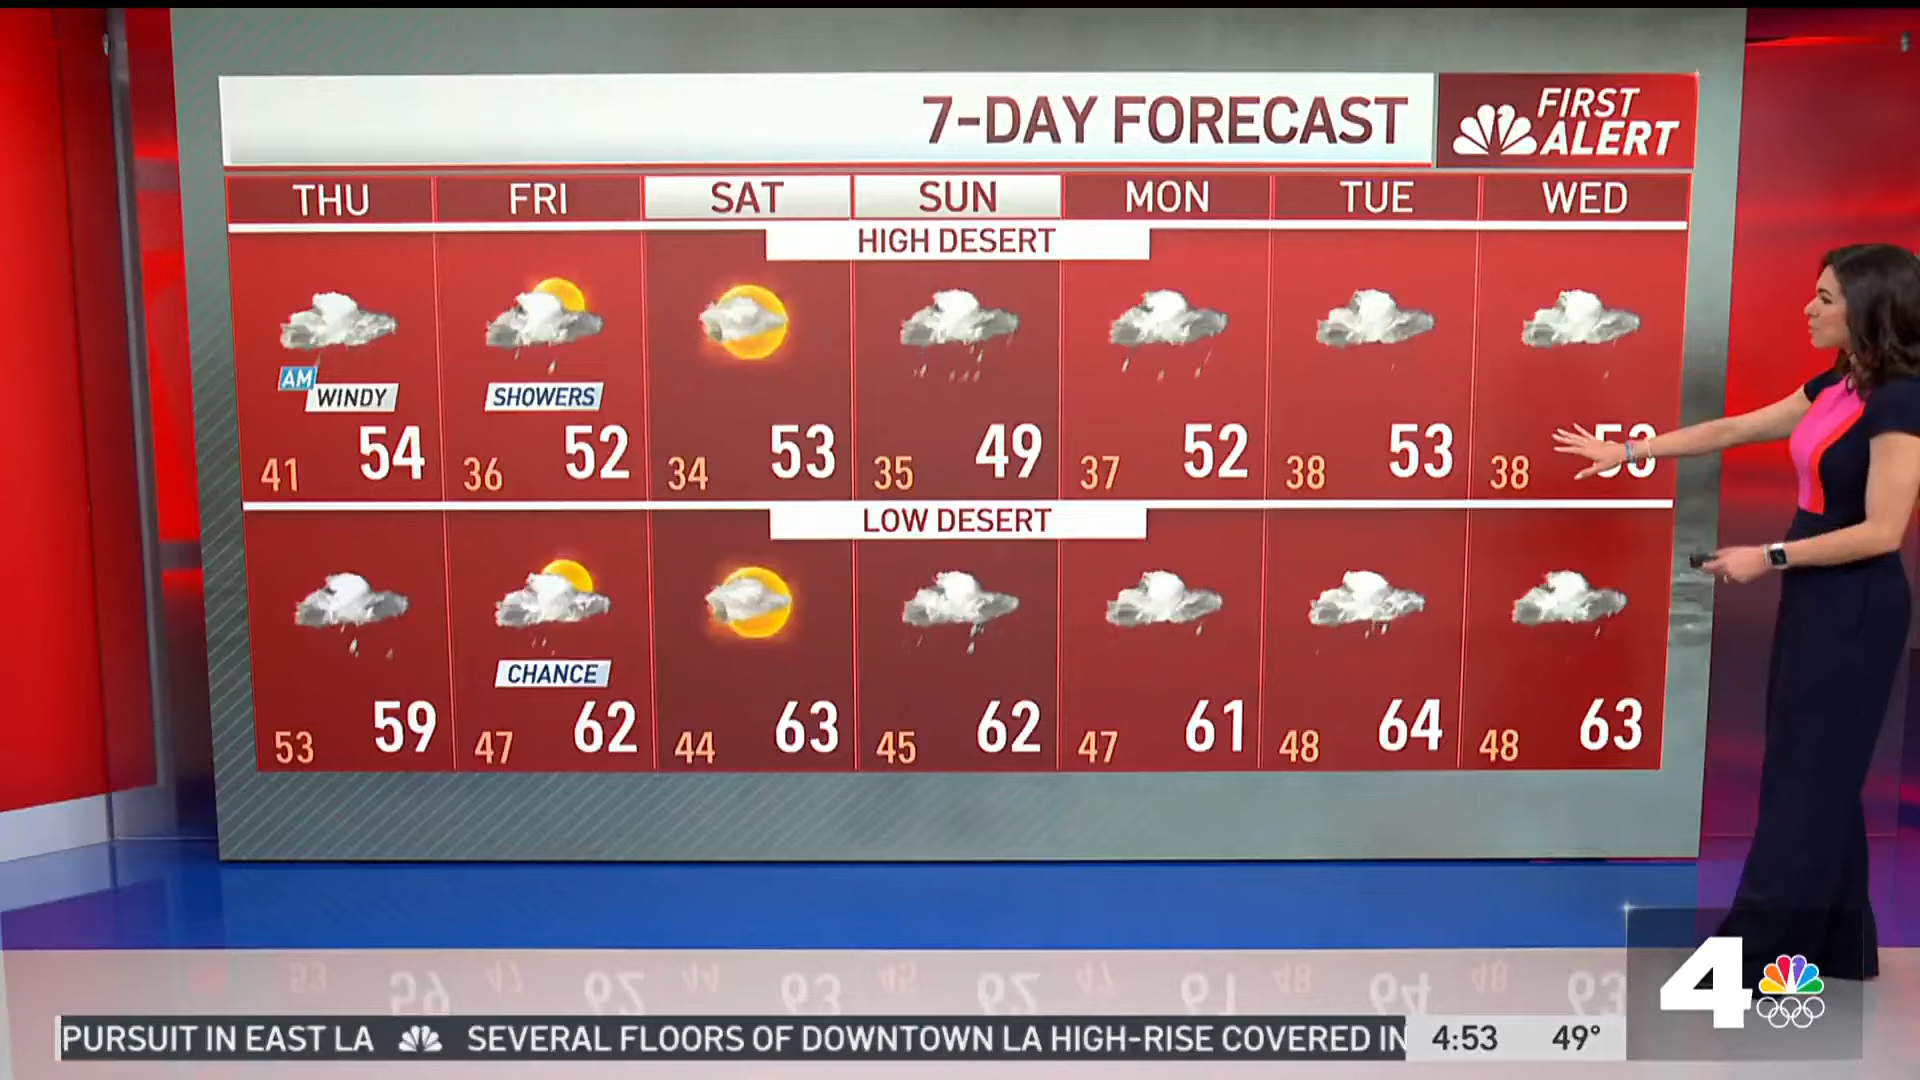 7-DAY FORECAST
FIRST
ALERT
THU FRI SAT SUN MON TUE WED
HIGH DESERT
AM
WINDY SHOWERS
41 54 36 52 34 53 35 49 37 52 38 53 38 53
LOW DESERT
CHANCE
53 59 47 62 44 63 45 62 47 61 48 64 48 63
4
PURSUIT IN EAST LA SEVERAL FLOORS OF DOWNTOWN LA HIGH-RISE COVERED IN 4:53 49°